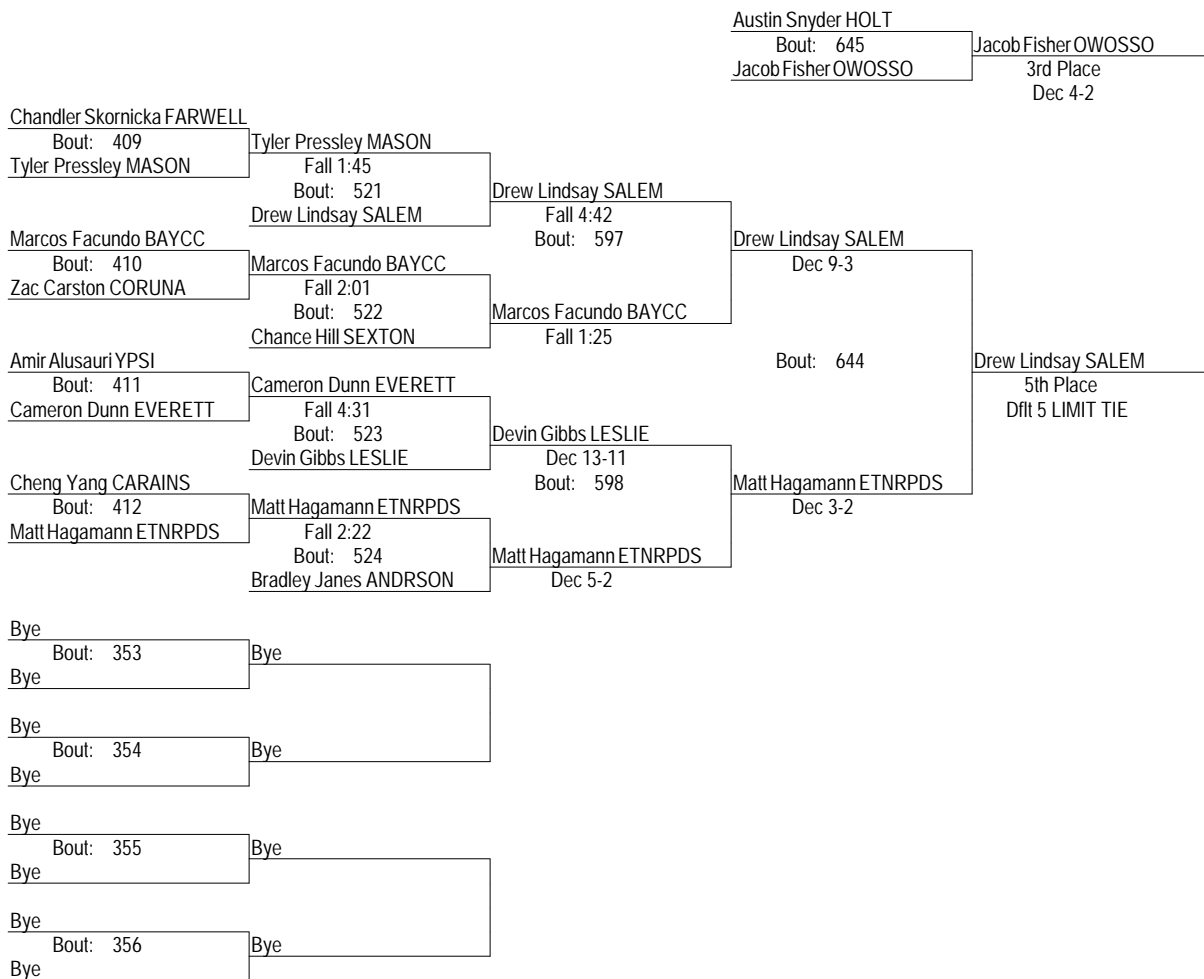 Austin Snyder HOLT
Bout: 645
Jacob Fisher OWOSSO
Jacob Fisher OWOSSO
3rd Place
Dec 4-2
Chandler Skornicka FARWELL
Bout: 409
Tyler Pressley MASON
Tyler Pressley MASON
Fall 1:45
Bout: 521
Drew Lindsay SALEM
Drew Lindsay SALEM
Fall 4:42
Bout: 597
Marcos Facundo BAYCC
Bout: 410
Zac Carston CORUNA
Marcos Facundo BAYCC
Fall 2:01
Bout: 522
Chance Hill SEXTON
Marcos Facundo BAYCC
Fall 1:25
Drew Lindsay SALEM
Dec 9-3
Bout: 644
Drew Lindsay SALEM
5th Place
Dflt 5 LIMIT TIE
Amir Alusauri YPSI
Bout: 411
Cameron Dunn EVERETT
Cameron Dunn EVERETT
Fall 4:31
Bout: 523
Devin Gibbs LESLIE
Devin Gibbs LESLIE
Dec 13-11
Bout: 598
Cheng Yang CARAINS
Bout: 412
Matt Hagamann ETNRPDS
Matt Hagamann ETNRPDS
Fall 2:22
Bout: 524
Bradley Janes ANDRSON
Matt Hagamann ETNRPDS
Dec 5-2
Matt Hagamann ETNRPDS
Dec 3-2
Bye
Bout: 353
Bye
Bye
Bye
Bout: 354
Bye
Bye
Bye
Bout: 355
Bye
Bye
Bye
Bout: 356
Bye
Bye